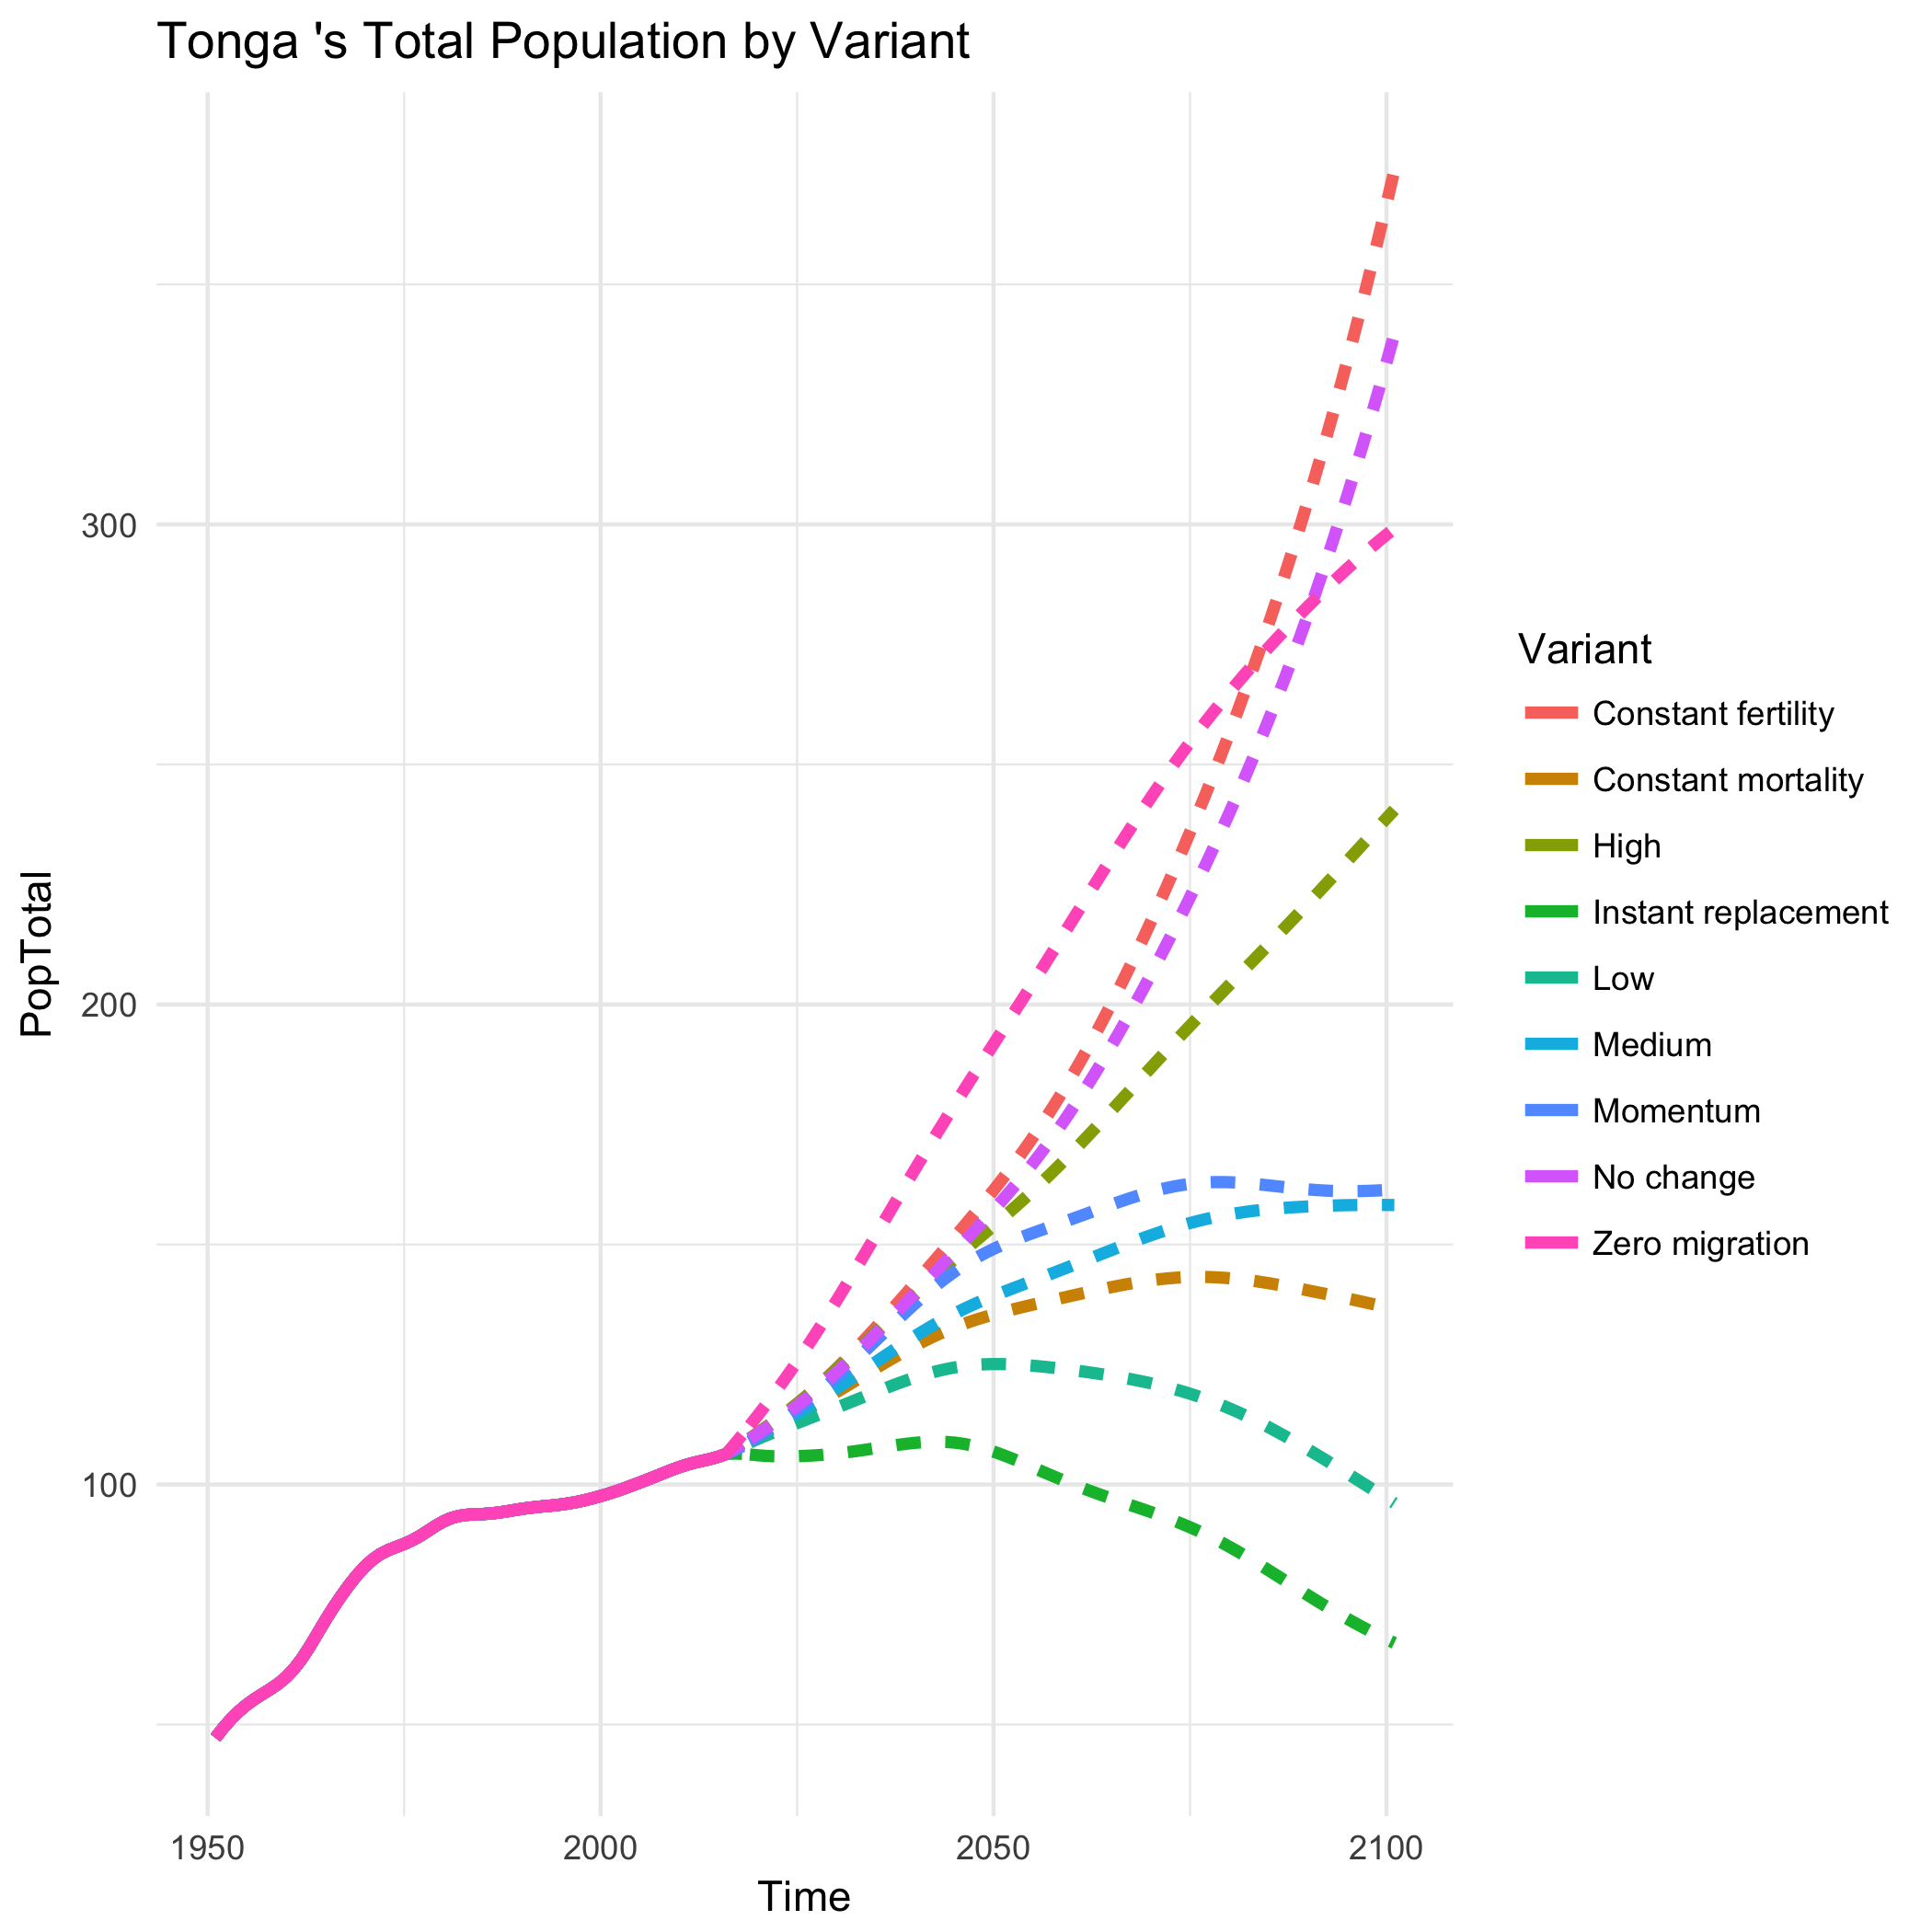 Tonga 's Total Population by Variant
PopTotal
300
200
100
1950
2000
2050
2100
Time
Variant
Constant fertility
Constant mortality
High
Instant replacement
Low
Medium
Momentum
No change
Zero migration